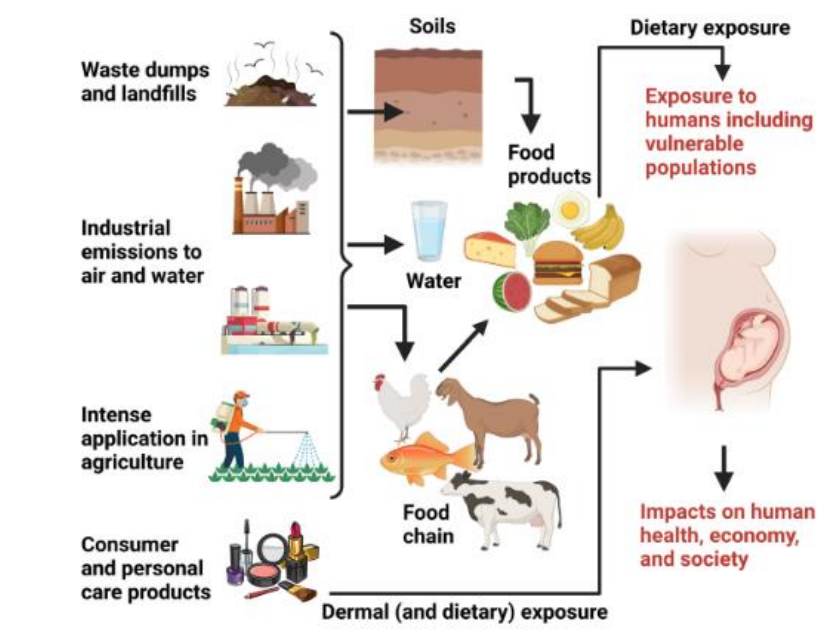 Waste dumps
and landfills
Industrial
emissions to
air and water
Intense
application in
agriculture
Consumer
and personal
care products
Soils
Water
Food
chain
Food
products
Dermal (and dietary) exposure
Dietary exposure
Exposure to
humans including
vulnerable
populations
Impacts on human
health, economy,
and society